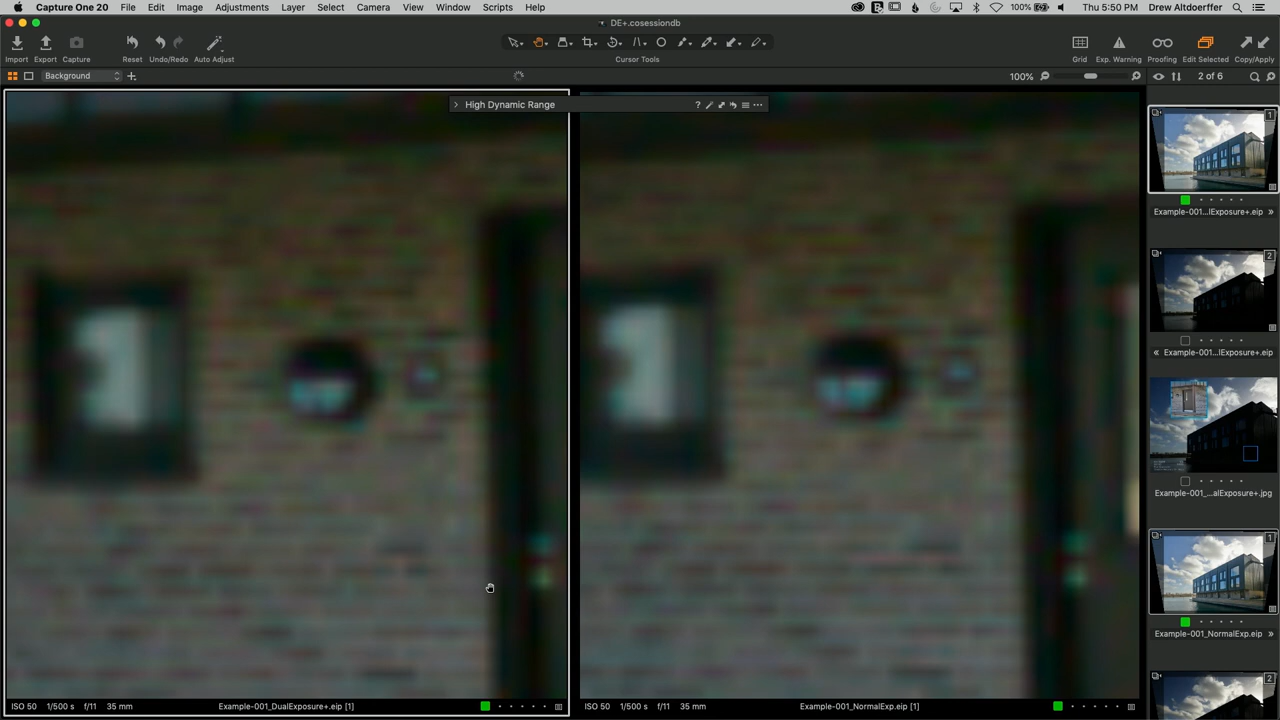 Capture One 20 File Edit Image Adjustments Layer Select Camera View Window Scripts Help 100% Thu 5:50 PM Drew Altdoerffer
DE+.cosessiondb
Import Export Capture Reset Undo/Redo Auto Adjust Cursor Tools Grid Exp. Warning Proofing Edit Selected Copy/Apply
Background 100% 2 of 6
High Dynamic Range ?
1
Example-001...lExposure+.eip
2
Example-001...lExposure+.eip
Example-001_...alExposure+.jpg
1
Example-001_NormalExp.eip
2
ISO 50 1/500 s f/11 35 mm Example-001_DualExposure+.eip [1]
ISO 50 1/500 s f/11 35 mm Example-001_NormalExp.eip [1]